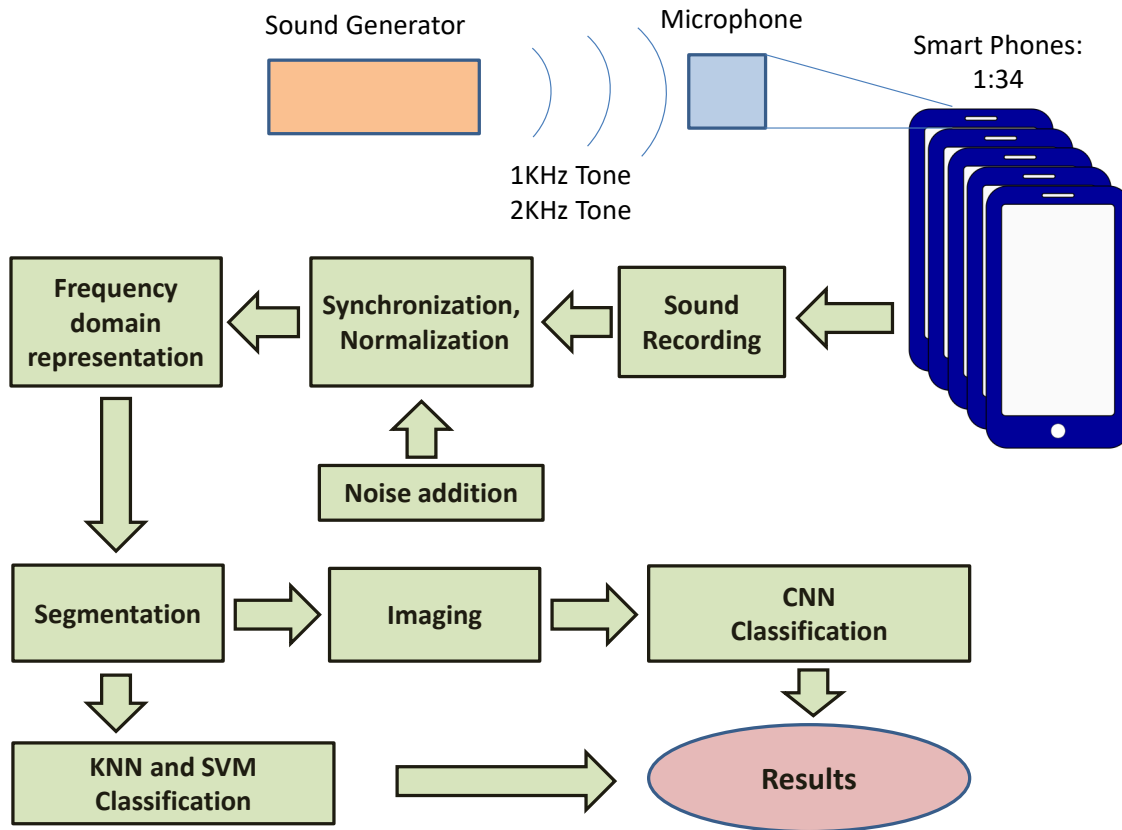 Sound Generator
Microphone
Smart Phones:
1:34
1KHz Tone
2KHz Tone
Frequency
domain
representation
Synchronization,
Normalization
Sound
Recording
Noise addition
Segmentation
Imaging
CNN
Classification
KNN and SVM
Classification
Results